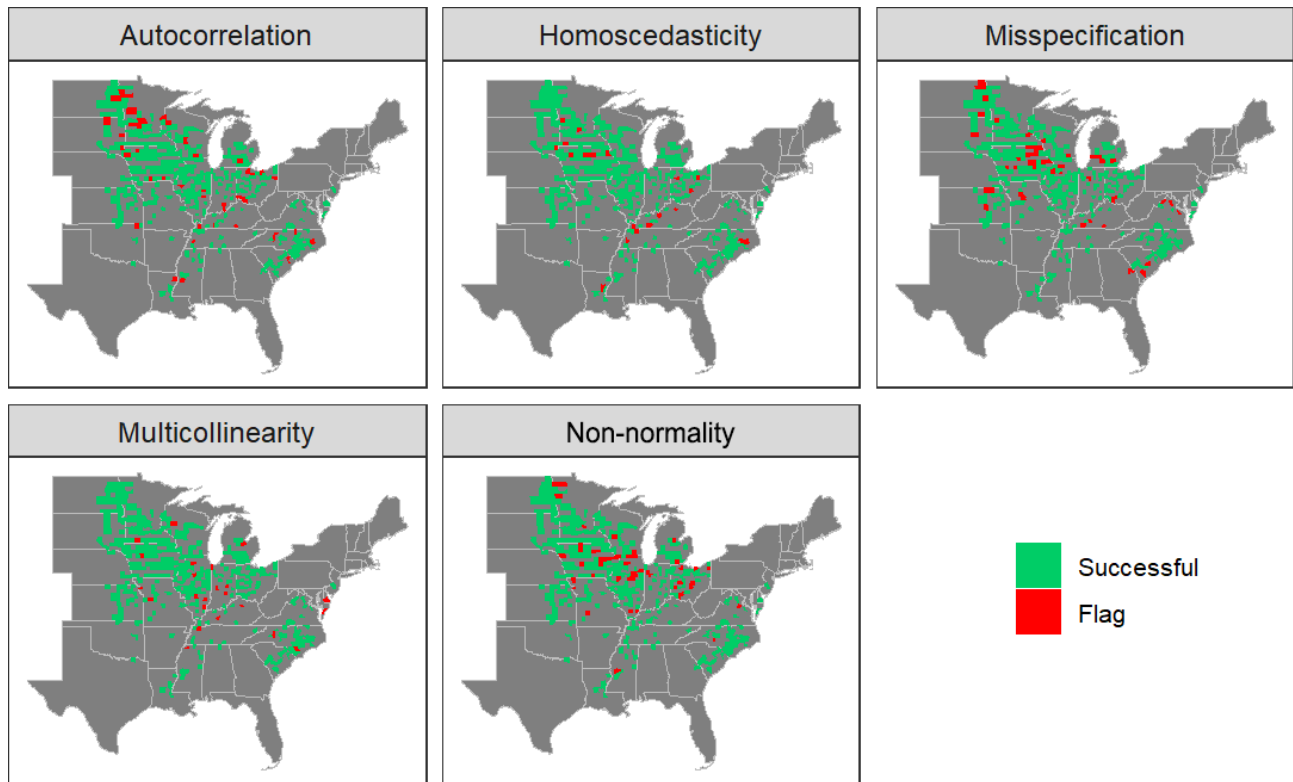 Autocorrelation
Homoscedasticity
Misspecification
Multicollinearity
Non-normality
Successful
Flag